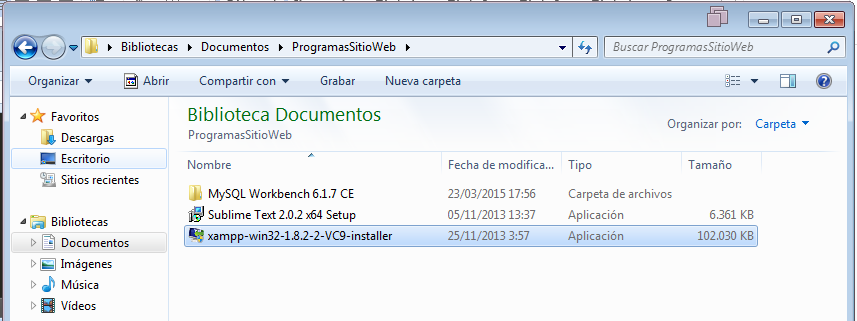 Bibliotecas Documentos ProgramasSitioWeb Buscar ProgramasSitioWeb
Organizar Abrir Compartir con Grabar Nueva carpeta
Favoritos
Descargas
Escritorio
Sitios recientes
Bibliotecas
Documentos
Imágenes
Música
Vídeos
Biblioteca Documentos
ProgramasSitioWeb
Organizar por: Carpeta
Nombre Fecha de modifica... Tipo Tamaño
MySQL Workbench 6.1.7 CE 23/03/2015 17:56 Carpeta de archivos
Sublime Text 2.0.2 x64 Setup 05/11/2013 13:37 Aplicación 6.361 KB
xampp-win32-1.8.2-2-VC9-installer 25/11/2013 3:57 Aplicación 102.030 KB